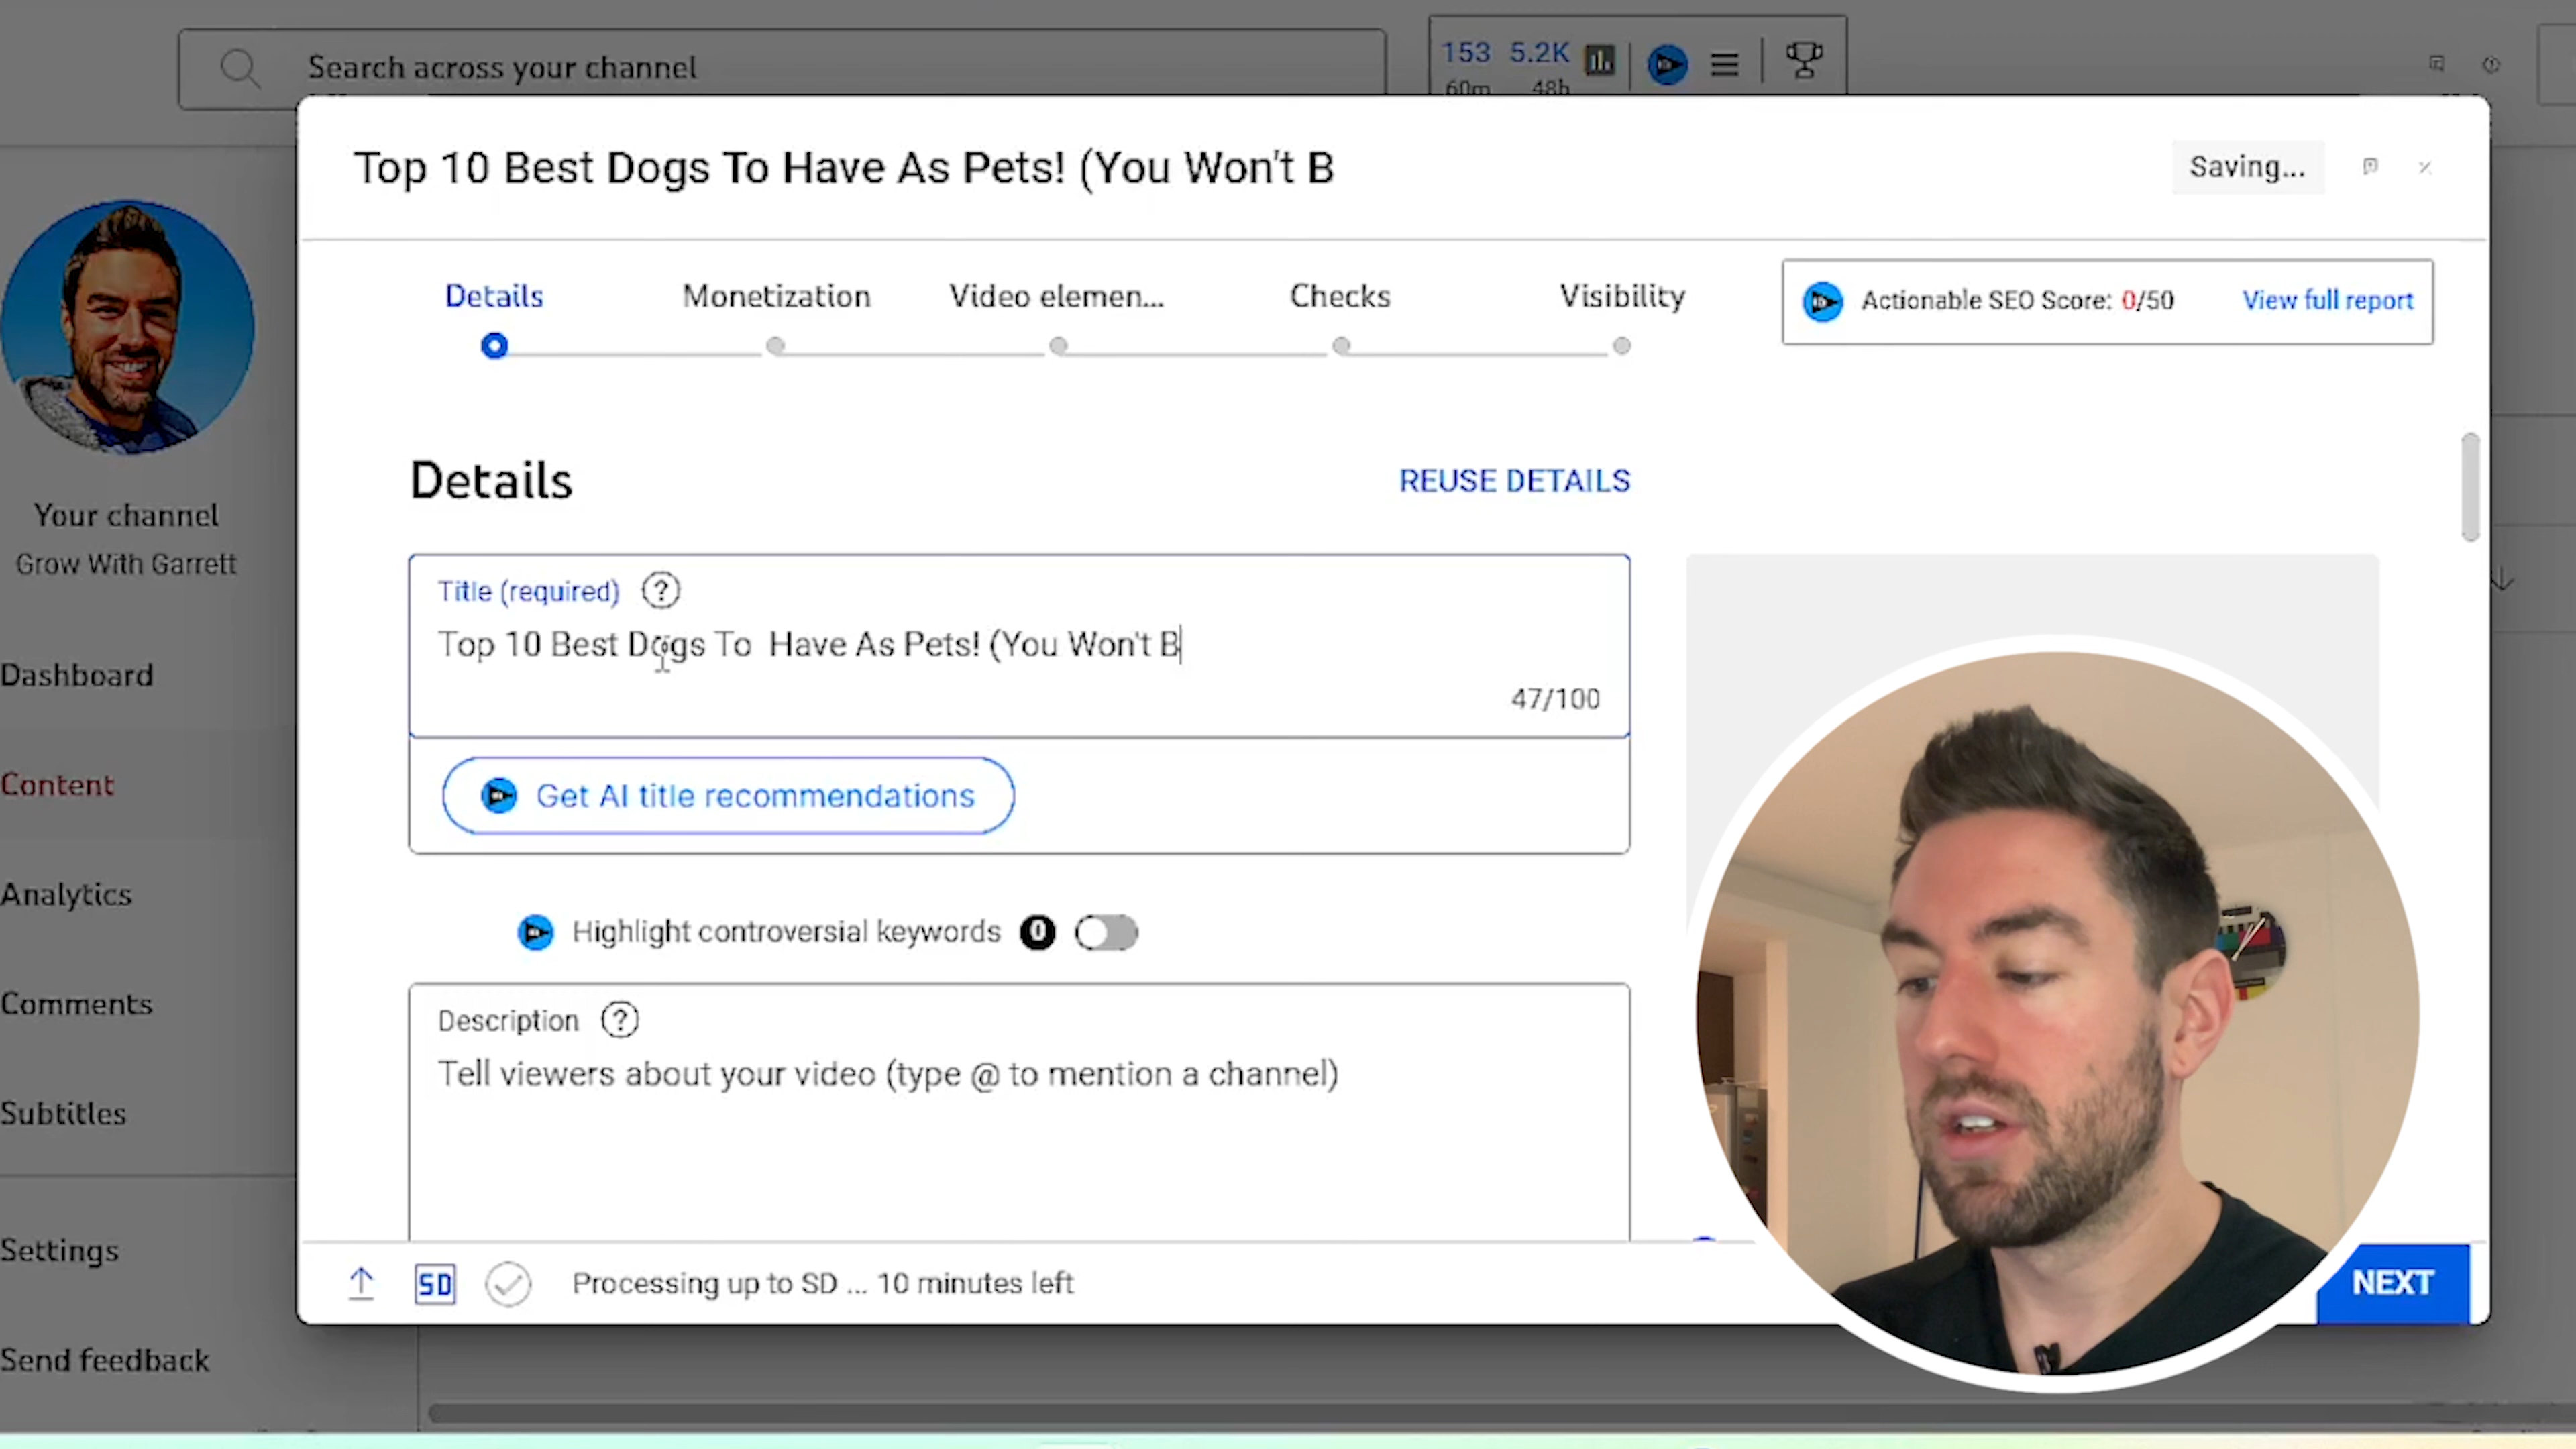 Search across your channel
153 5.2K
60m 48h
Top 10 Best Dogs To Have As Pets! (You Won't B
Saving...
Details
Monetization
Video elemen...
Checks
Visibility
Actionable SEO Score: 0/50
View full report
Your channel
Grow With Garrett
Dashboard
Content
Analytics
Comments
Subtitles
Settings
Send feedback
Details
REUSE DETAILS
Title (required) ?
Top 10 Best Dogs To  Have As Pets! (You Won't B
47/100
Get AI title recommendations
Highlight controversial keywords 0
Description ?
Tell viewers about your video (type @ to mention a channel)
SD
Processing up to SD ... 10 minutes left
NEXT